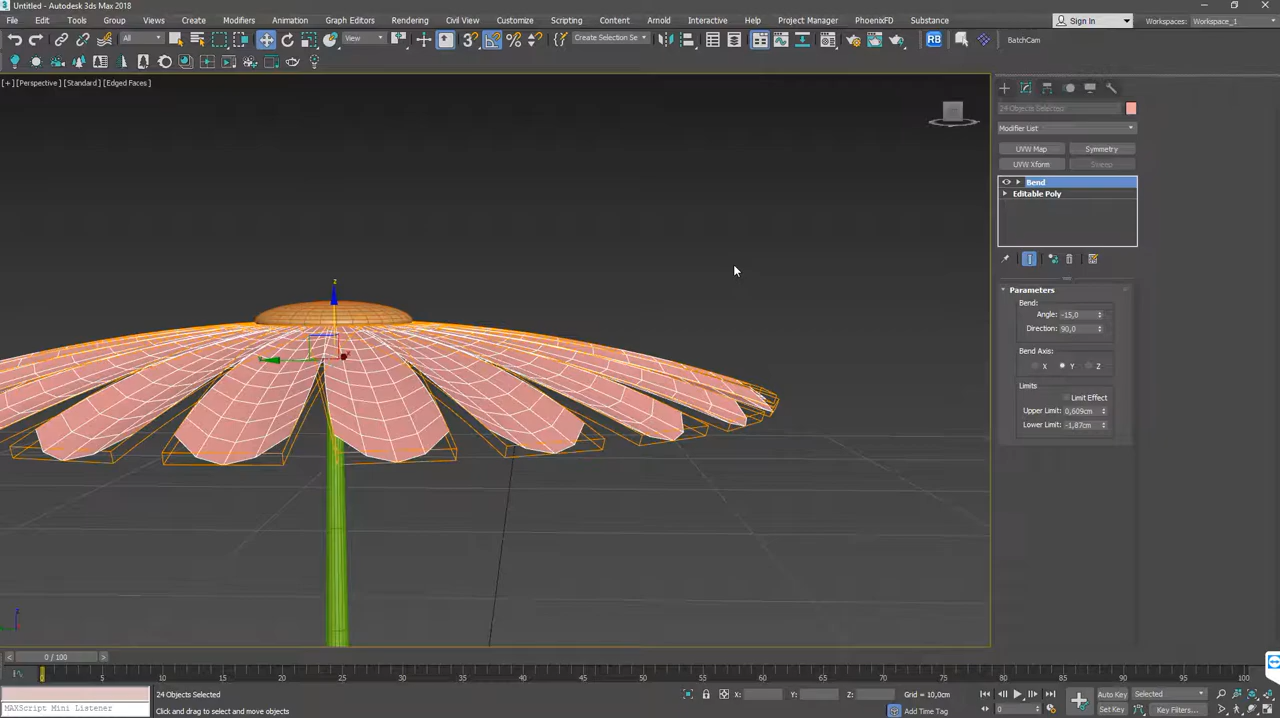 Untitled - Autodesk 3ds Max 2018
File Edit Tools Group Views Create Modifiers Animation Graph Editors Rendering Civil View Customize Scripting Content Arnold Interactive Help Project Manager PhoenixFD Substance Sign In Workspaces: Workspace_1
All View Create Selection Se RB BatchCam
[+] [Perspective] [Standard] [Edged Faces]
24 Objects Selected
Modifier List
UVW Map Symmetry
UVW Xform Sweep
Bend
Editable Poly
Parameters
Bend:
Angle: -15,0
Direction: 90,0
Bend Axis:
X Y Z
Limits
Limit Effect
Upper Limit: 0,609cm
Lower Limit: -1,87cm
z
0 / 100
0 5 10 15 20 25 30 35 40 45 50 55 60 65 70 75 80 85 90 95 100
24 Objects Selected X: Y: Z: Grid = 10,0cm Auto Key Selected
MAXScript Mini Listener Click and drag to select and move objects Add Time Tag 0 Set Key Key Filters...